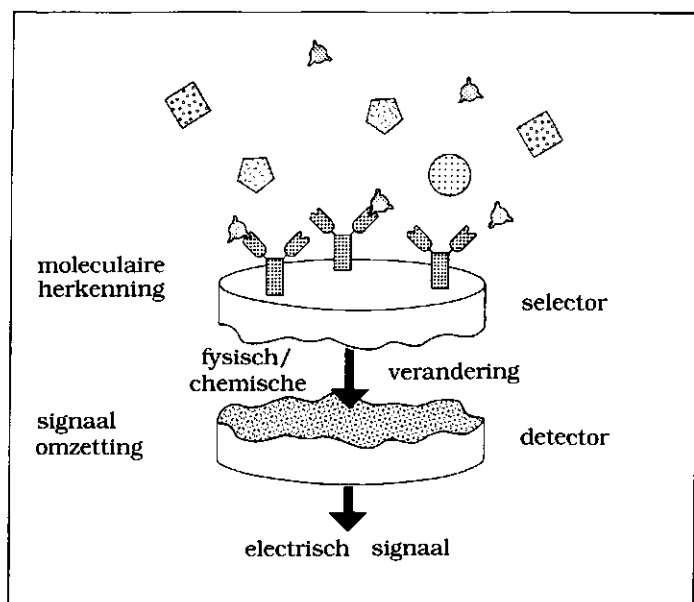 moleculaire
herkenning
selector
fysisch/
chemische
verandering
signaal
omzetting
detector
electrisch signaal